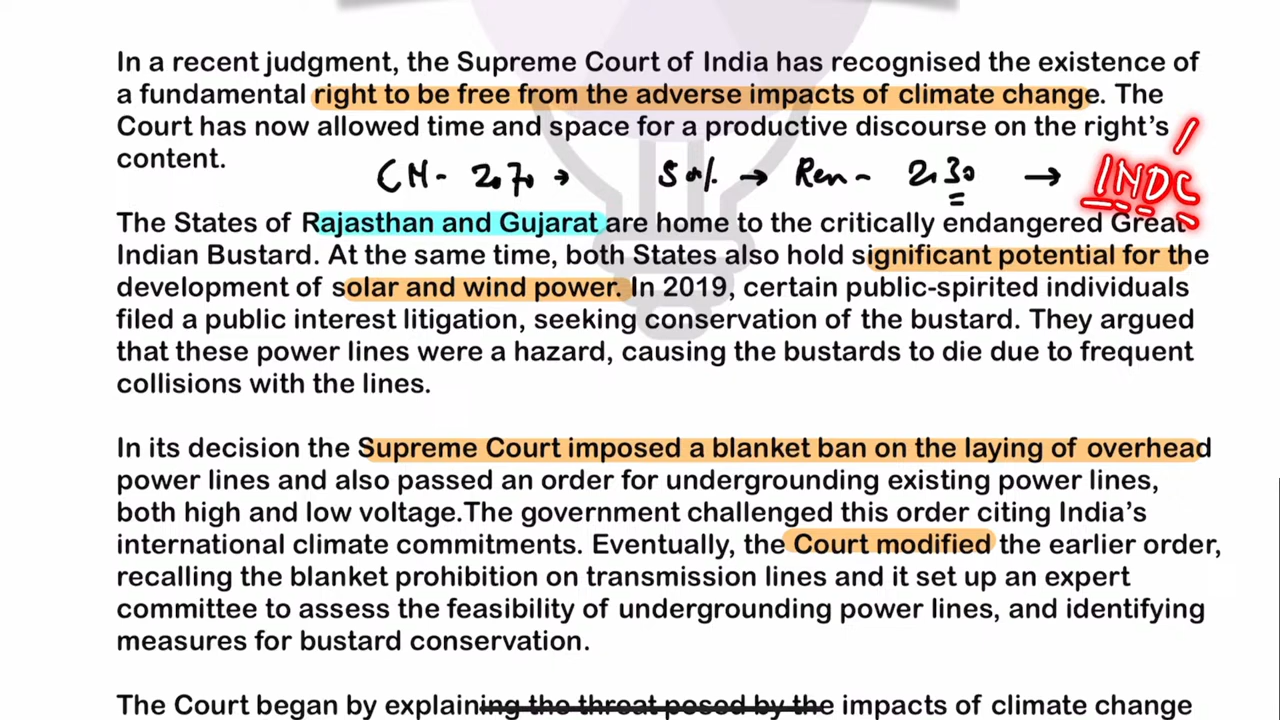 In a recent judgment, the Supreme Court of India has recognised the existence of
a fundamental right to be free from the adverse impacts of climate change. The
Court has now allowed time and space for a productive discourse on the right's
content.
CN - 2070 → 50% → Ren - 2030 → INDC
The States of Rajasthan and Gujarat are home to the critically endangered Great
Indian Bustard. At the same time, both States also hold significant potential for the
development of solar and wind power. In 2019, certain public-spirited individuals
filed a public interest litigation, seeking conservation of the bustard. They argued
that these power lines were a hazard, causing the bustards to die due to frequent
collisions with the lines.
In its decision the Supreme Court imposed a blanket ban on the laying of overhead
power lines and also passed an order for undergrounding existing power lines,
both high and low voltage.The government challenged this order citing India's
international climate commitments. Eventually, the Court modified the earlier order,
recalling the blanket prohibition on transmission lines and it set up an expert
committee to assess the feasibility of undergrounding power lines, and identifying
measures for bustard conservation.
The Court began by explaining the threat posed by the impacts of climate change